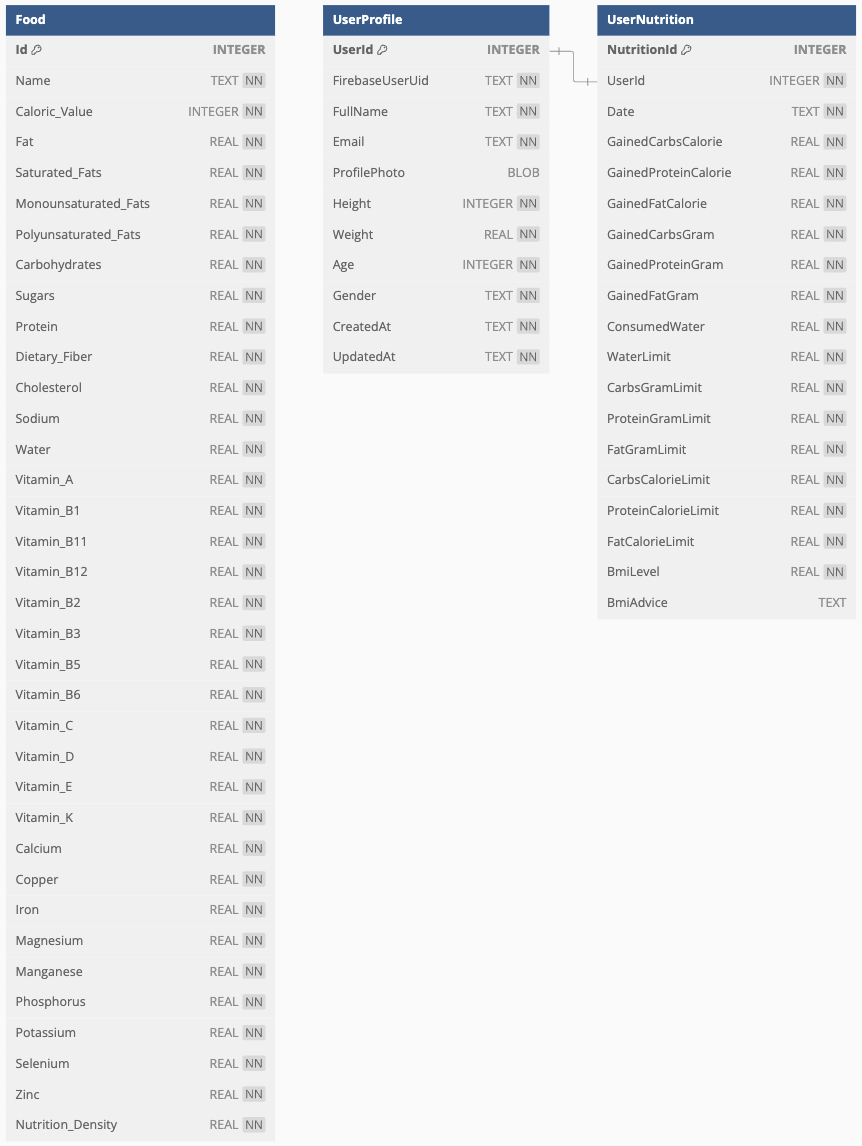 Food
Id INTEGER
Name TEXT NN
Caloric_Value INTEGER NN
Fat REAL NN
Saturated_Fats REAL NN
Monounsaturated_Fats REAL NN
Polyunsaturated_Fats REAL NN
Carbohydrates REAL NN
Sugars REAL NN
Protein REAL NN
Dietary_Fiber REAL NN
Cholesterol REAL NN
Sodium REAL NN
Water REAL NN
Vitamin_A REAL NN
Vitamin_B1 REAL NN
Vitamin_B11 REAL NN
Vitamin_B12 REAL NN
Vitamin_B2 REAL NN
Vitamin_B3 REAL NN
Vitamin_B5 REAL NN
Vitamin_B6 REAL NN
Vitamin_C REAL NN
Vitamin_D REAL NN
Vitamin_E REAL NN
Vitamin_K REAL NN
Calcium REAL NN
Copper REAL NN
Iron REAL NN
Magnesium REAL NN
Manganese REAL NN
Phosphorus REAL NN
Potassium REAL NN
Selenium REAL NN
Zinc REAL NN
Nutrition_Density REAL NN
UserProfile
UserId INTEGER
FirebaseUserUid TEXT NN
FullName TEXT NN
Email TEXT NN
ProfilePhoto BLOB
Height INTEGER NN
Weight REAL NN
Age INTEGER NN
Gender TEXT NN
CreatedAt TEXT NN
UpdatedAt TEXT NN
UserNutrition
NutritionId INTEGER
UserId INTEGER NN
Date TEXT NN
GainedCarbsCalorie REAL NN
GainedProteinCalorie REAL NN
GainedFatCalorie REAL NN
GainedCarbsGram REAL NN
GainedProteinGram REAL NN
GainedFatGram REAL NN
ConsumedWater REAL NN
WaterLimit REAL NN
CarbsGramLimit REAL NN
ProteinGramLimit REAL NN
FatGramLimit REAL NN
CarbsCalorieLimit REAL NN
ProteinCalorieLimit REAL NN
FatCalorieLimit REAL NN
BmiLevel REAL NN
BmiAdvice TEXT